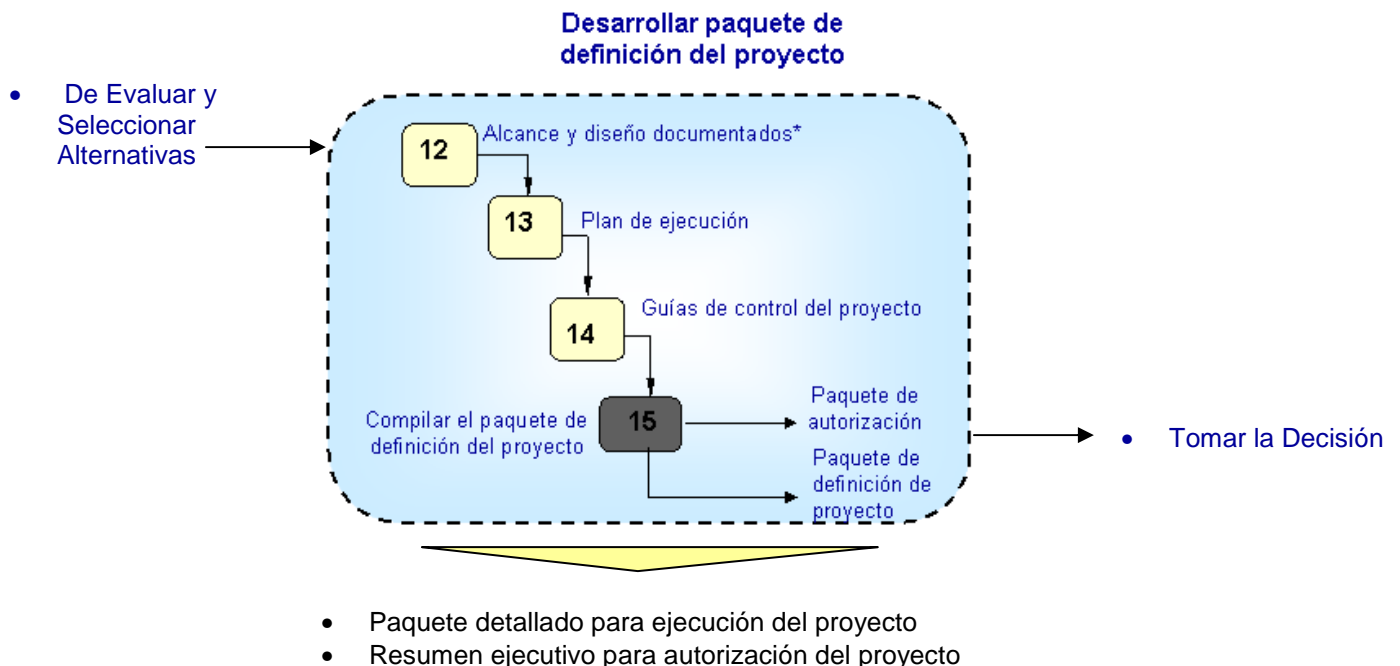 Desarrollar paquete de
definición del proyecto
• De Evaluar y
Seleccionar
Alternativas
12
Alcance y diseño documentados*
13
Plan de ejecución
14
Guías de control del proyecto
Compilar el paquete de
definición del proyecto
15
Paquete de
autorización
Paquete de
definición de
proyecto
• Tomar la Decisión
• Paquete detallado para ejecución del proyecto
• Resumen ejecutivo para autorización del proyecto